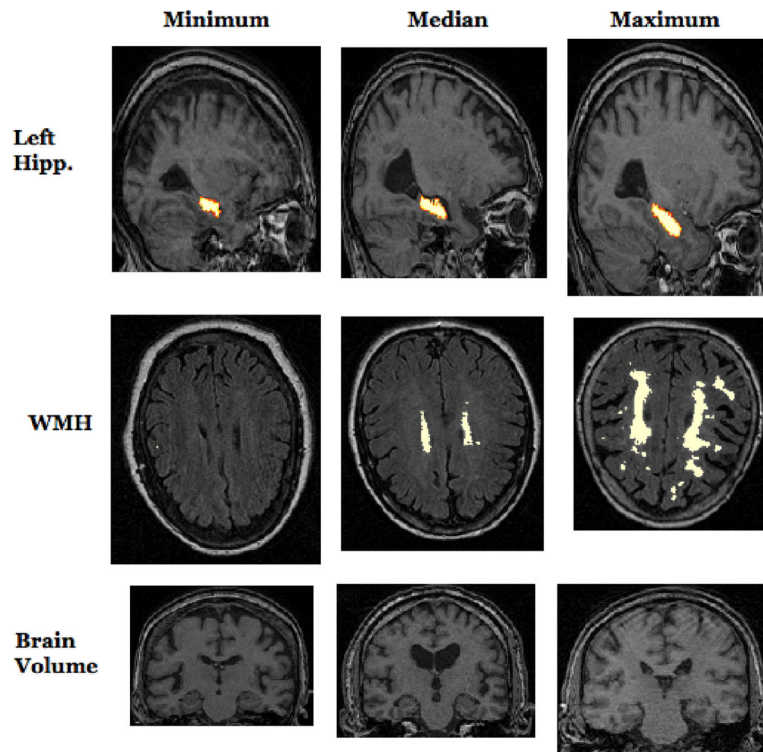 Minimum
Median
Maximum
Left
Hipp.
WMH
Brain
Volume